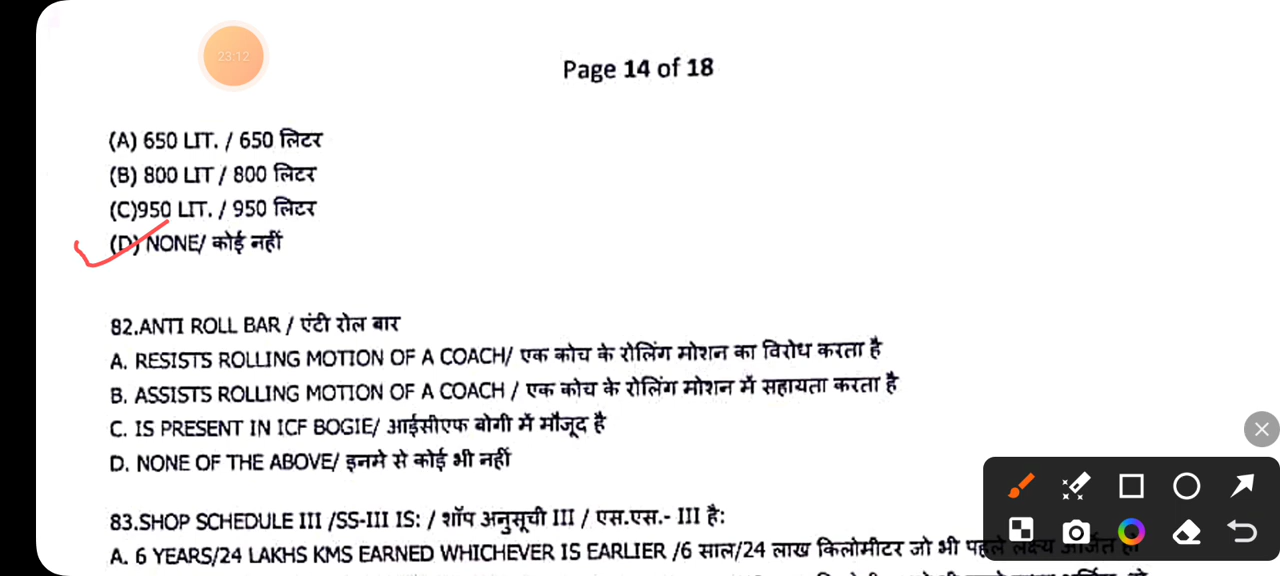 23:12
Page 14 of 18
(A) 650 LIT. / 650 लिटर
(B) 800 LIT / 800 लिटर
(C)950 LIT. / 950 लिटर
(D) NONE/ कोई नहीं
82.ANTI ROLL BAR / एंटी रोल बार
A. RESISTS ROLLING MOTION OF A COACH/ एक कोच के रोलिंग मोशन का विरोध करता है
B. ASSISTS ROLLING MOTION OF A COACH / एक कोच के रोलिंग मोशन में सहायता करता है
C. IS PRESENT IN ICF BOGIE/ आईसीएफ बोगी में मौजूद है
D. NONE OF THE ABOVE/ इनमे से कोई भी नहीं
83.SHOP SCHEDULE III /SS-III IS: / शॉप अनुसूची III / एस.एस.- III है:
A. 6 YEARS/24 LAKHS KMS EARNED WHICHEVER IS EARLIER /6 साल/24 लाख किलोमीटर जो भी पहले लक्ष्य अर्जित हो